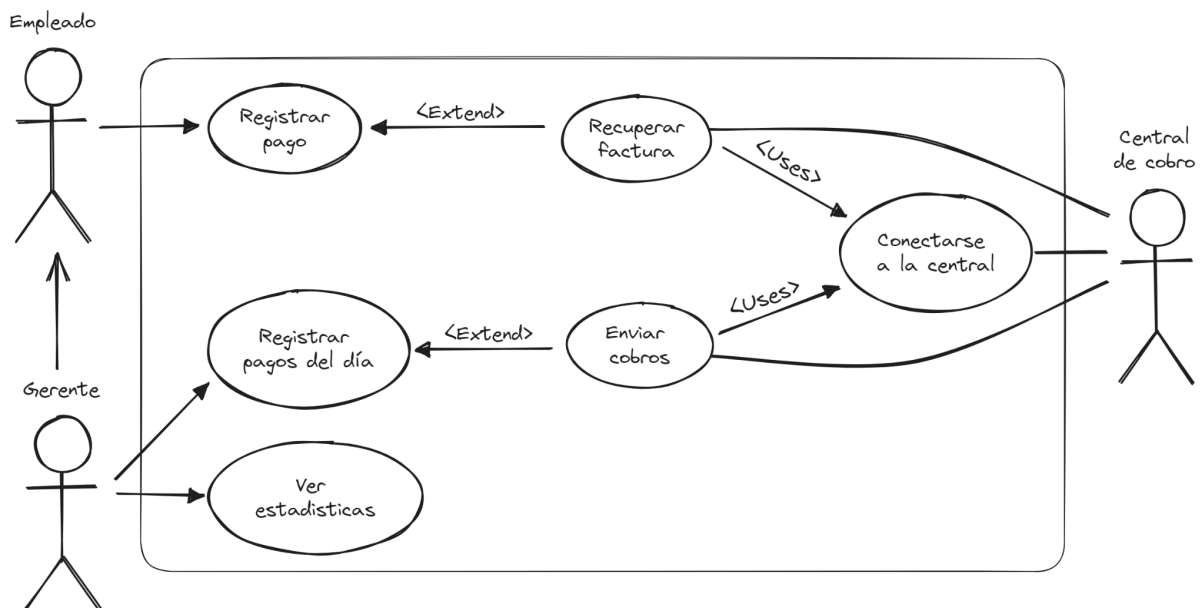 Empleado
Registrar
pago
<Extend>
Recuperar
factura
<Uses>
Central
de cobro
Conectarse
a la central
Registrar
pagos del día
<Extend>
Enviar
cobros
<Uses>
Gerente
Ver
estadisticas